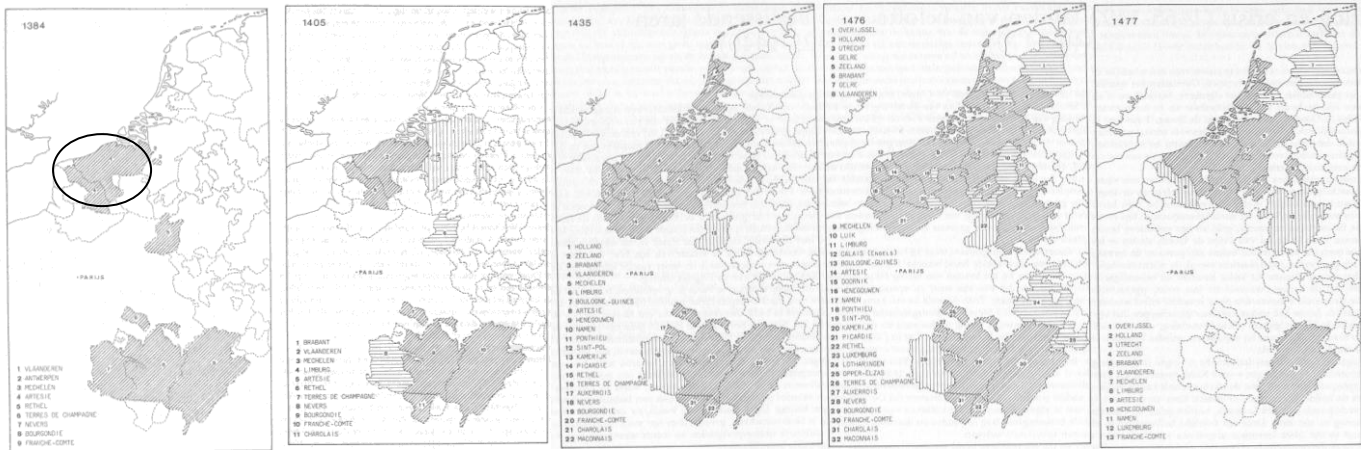 1384
-PARIJS
1 VLAANDEREN
2 ANTWERPEN
3 MECHELEN
4 ARTESIE
5 RETHEL
6 TERRES DE CHAMPAGNE
7 NEVERS
8 BOURGONDIE
9 FRANCHE-COMTE
1405
-PARIJS
1 BRABANT
2 VLAANDEREN
3 MECHELEN
4 LIMBURG
5 ARTESIE
6 RETHEL
7 TERRES DE CHAMPAGNE
8 NEVERS
9 BOURGONDIE
10 FRANCHE-COMTE
11 CHAROLAIS
1435
1 HOLLAND
2 ZEELAND
3 BRABANT
4 VLAANDEREN
-PARIJS
5 MECHELEN
6 LIMBURG
7 BOULOGNE-GUINES
8 ARTESIE
9 HENEGOUWEN
10 NAMEN
11 PONTHIEU
12 SINT-POL
13 KAMERIJK
14 PICARDIE
15 RETHEL
16 TERRES DE CHAMPAGNE
17 AUXERROIS
18 NEVERS
19 BOURGONDIE
20 FRANCHE-COMTE
21 CHAROLAIS
22 MACONNAIS
1476
1 OVERIJSSEL
2 HOLLAND
3 UTRECHT
4 GELRE
5 ZEELAND
6 BRABANT
7 GELRE
8 VLAANDEREN
9 MECHELEN
10 LUIK
11 LIMBURG
12 CALAIS (ENGELS)
13 BOULOGNE-GUINES
14 ARTESIE
-PARIJS
15 DOORNIK
16 HENEGOUWEN
17 NAMEN
18 PONTHIEU
19 SINT-POL
20 KAMERIJK
21 PICARDIE
22 RETHEL
23 LUXEMBURG
24 LOTHARINGEN
25 OPPER-ELZAS
26 TERRES DE CHAMPAGNE
27 AUXERROIS
28 NEVERS
29 BOURGONDIE
30 FRANCHE-COMTE
31 CHAROLAIS
32 MACONNAIS
1477
-PARIJS
1 OVERIJSSEL
2 HOLLAND
3 UTRECHT
4 ZEELAND
5 BRABANT
6 VLAANDEREN
7 MECHELEN
8 LIMBURG
9 ARTESIE
10 HENEGOUWEN
11 NAMEN
12 LUXEMBURG
13 FRANCHE-COMTE